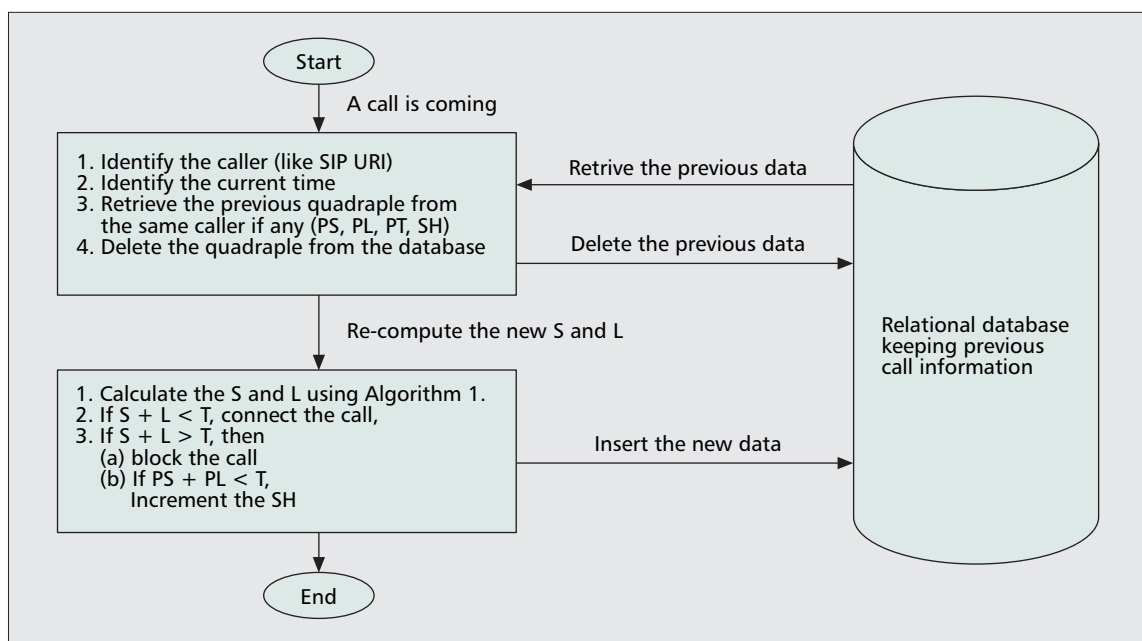 Start
A call is coming
1. Identify the caller (like SIP URI)
2. Identify the current time
3. Retrieve the previous quadraple from
the same caller if any (PS, PL, PT, SH)
4. Delete the quadraple from the database
Retrive the previous data
Delete the previous data
Re-compute the new S and L
Relational database
keeping previous
call information
1. Calculate the S and L using Algorithm 1.
2. If S + L < T, connect the call,
3. If S + L > T, then
(a) block the call
(b) If PS + PL < T,
Increment the SH
Insert the new data
End